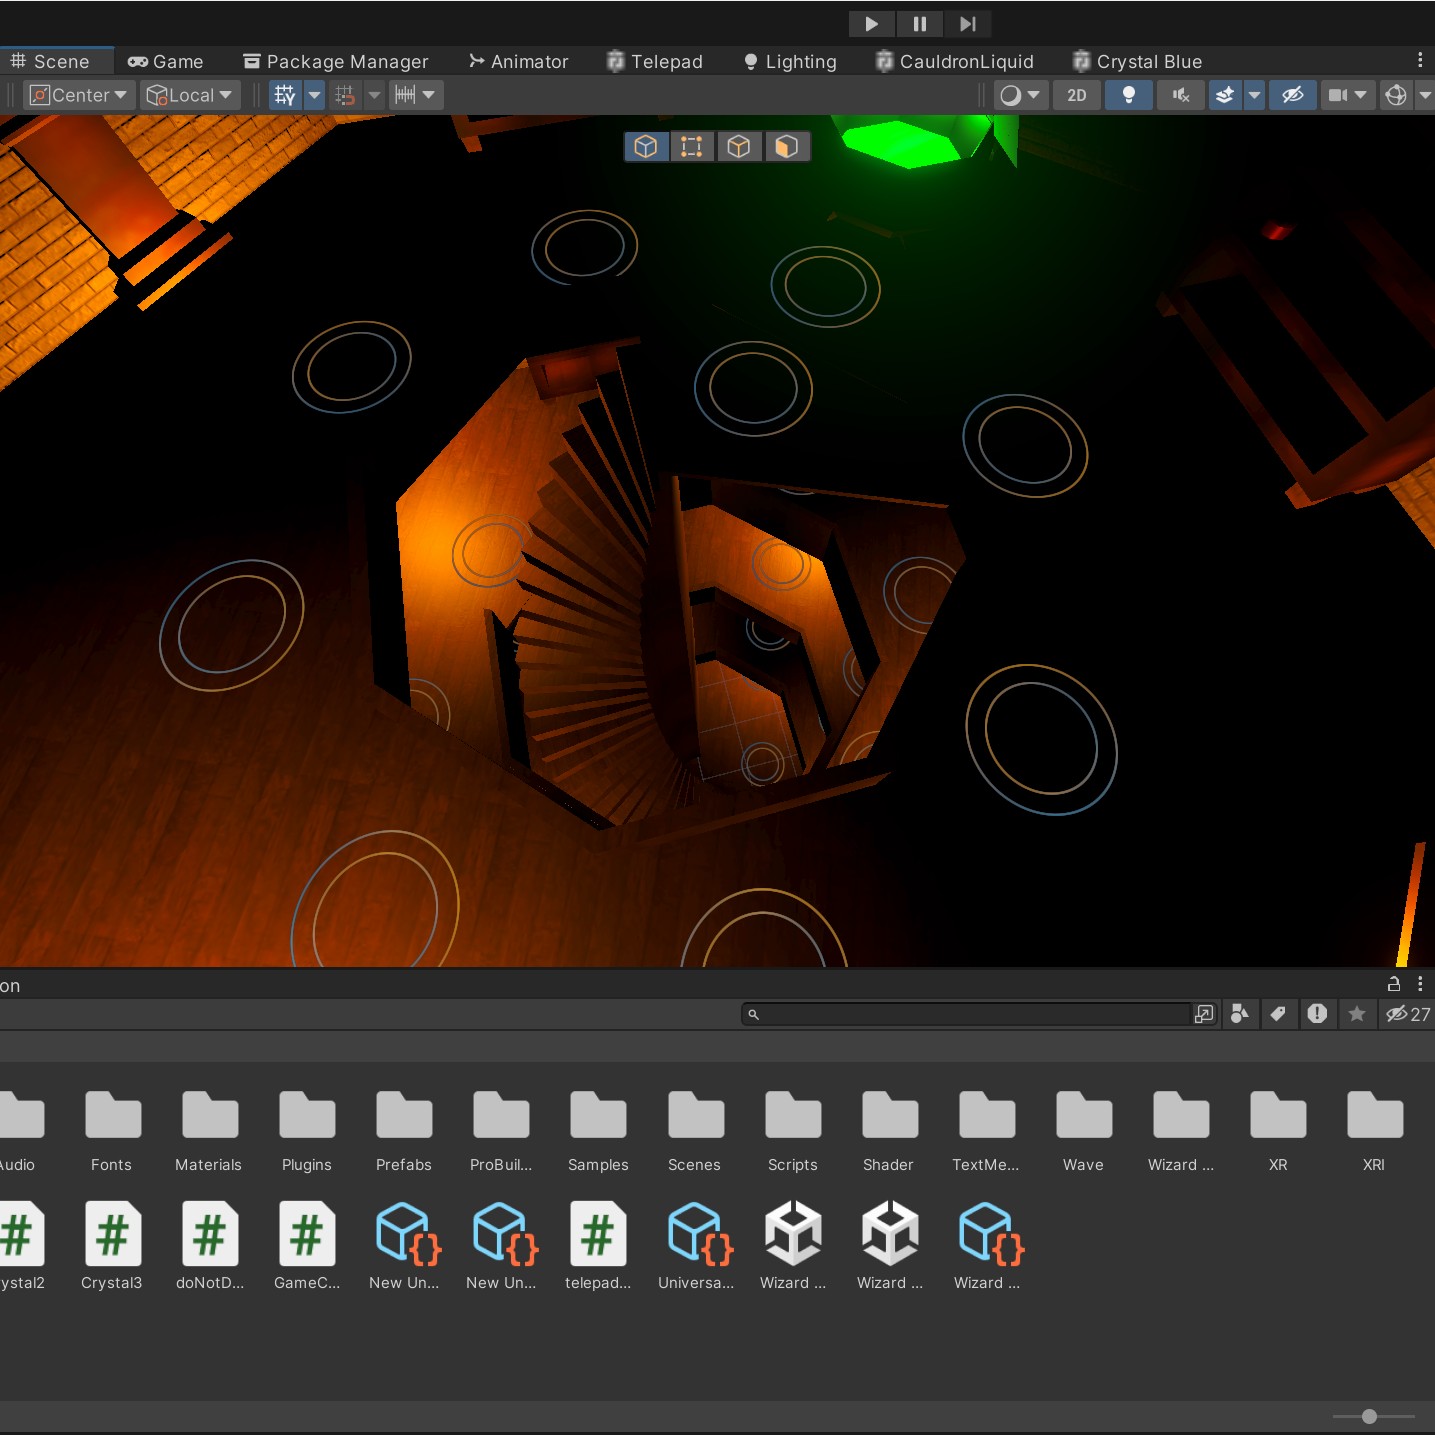 Scene Game Package Manager Animator Telepad Lighting CauldronLiquid Crystal Blue
Center Local 2D
on
27
Audio Fonts Materials Plugins Prefabs ProBuil... Samples Scenes Scripts Shader TextMe... Wave Wizard ... XR XRI
rystal2 Crystal3 doNotD... GameC... New Un... New Un... telepad... Universa... Wizard ... Wizard ... Wizard ...